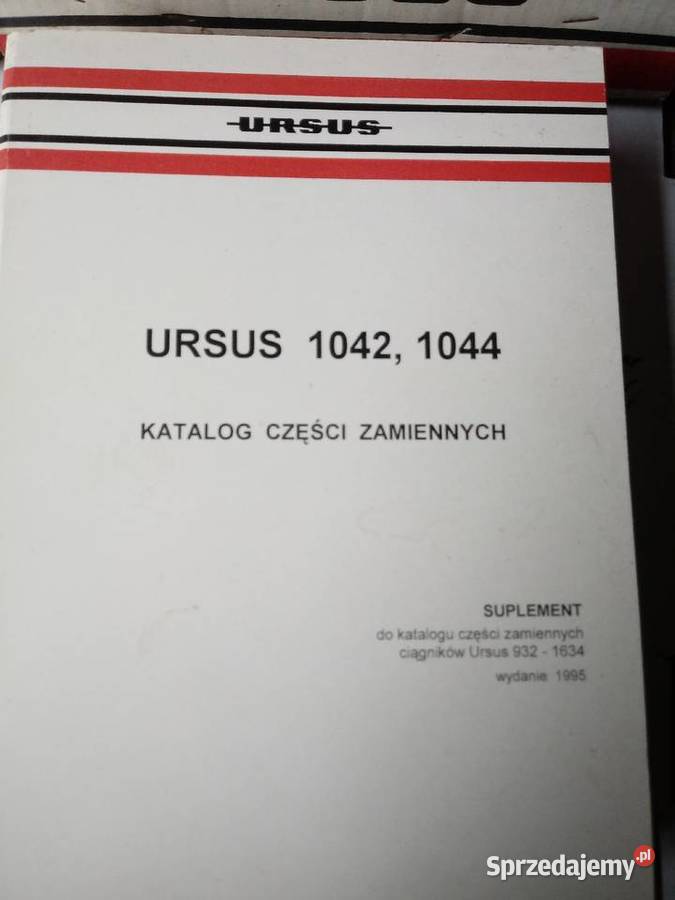 URSUS
URSUS 1042, 1044
KATALOG CZĘŚCI ZAMIENNYCH
SUPLEMENT
do katalogu części zamiennych
ciągników Ursus 932 - 1634
wydanie 1995
Sprzedajemy.pl